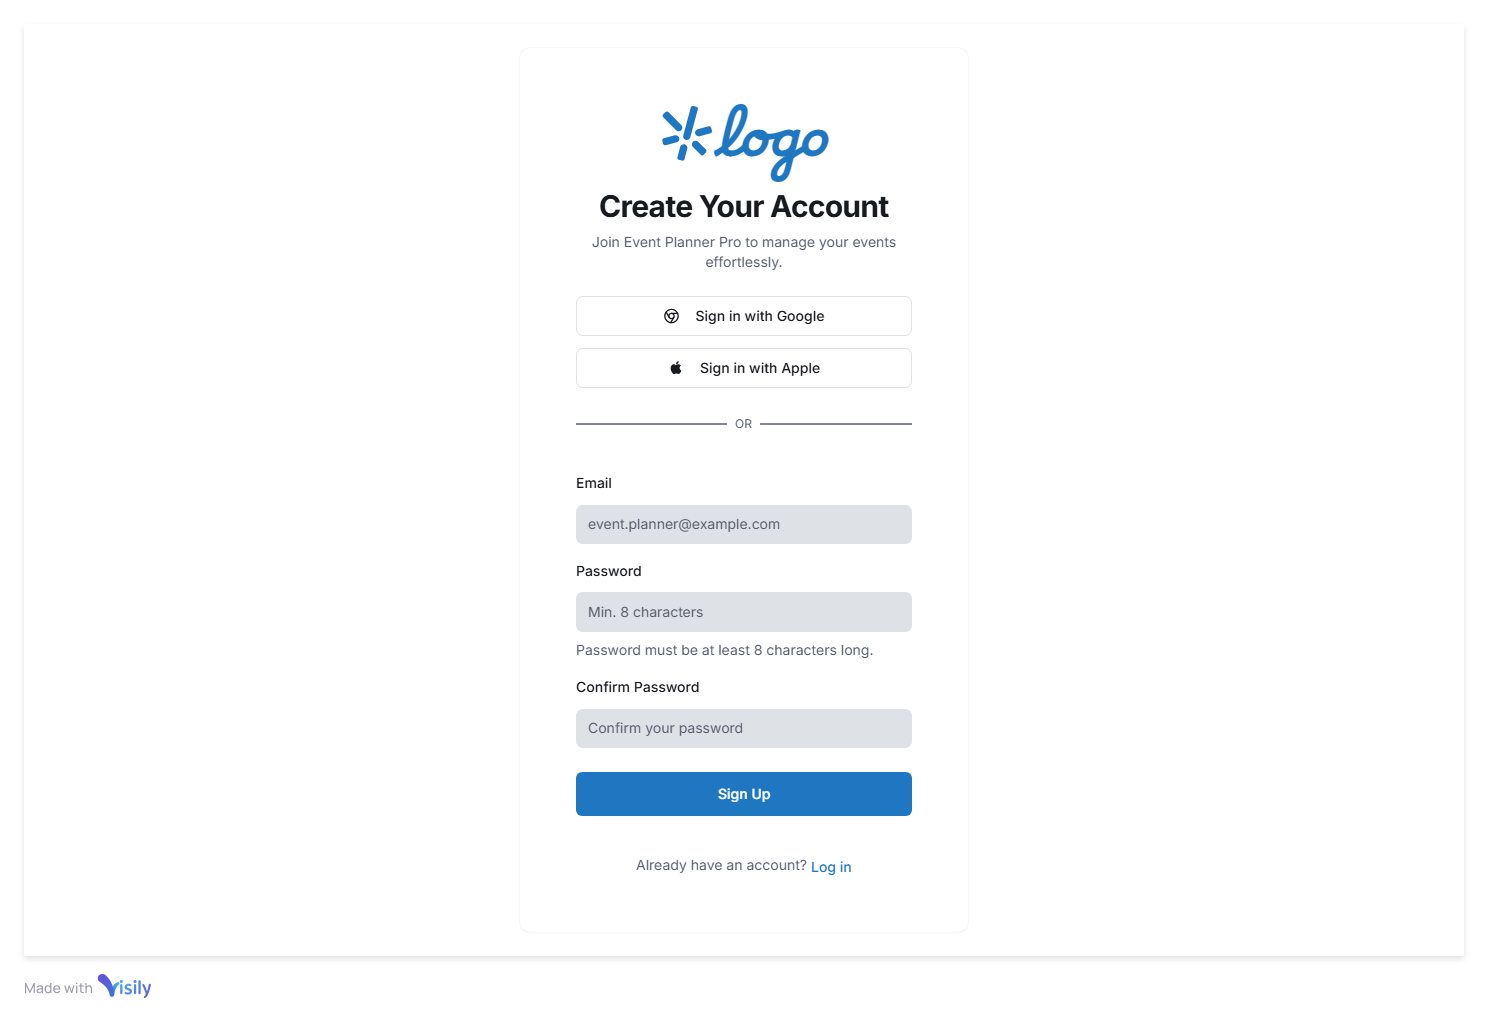 logo
Create Your Account
Join Event Planner Pro to manage your events
effortlessly.
Sign in with Google
Sign in with Apple
OR
Email
event.planner@example.com
Password
Min. 8 characters
Password must be at least 8 characters long.
Confirm Password
Confirm your password
Sign Up
Already have an account? Log in
Made with Visily